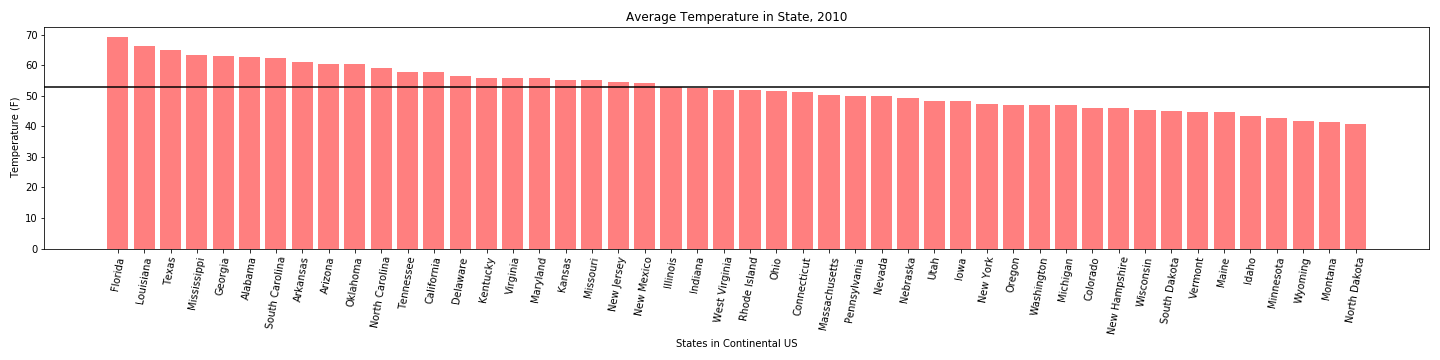 Average Temperature in State, 2010
Temperature (F)
70
60
50
40
30
20
10
0
Florida
Louisiana
Texas
Mississippi
Georgia
Alabama
South Carolina
Arkansas
Arizona
Oklahoma
North Carolina
Tennessee
California
Delaware
Kentucky
Virginia
Maryland
Kansas
Missouri
New Jersey
New Mexico
Illinois
Indiana
West Virginia
Rhode Island
Ohio
Connecticut
Massachusetts
Pennsylvania
Nevada
Nebraska
Utah
Iowa
New York
Oregon
Washington
Michigan
Colorado
New Hampshire
Wisconsin
South Dakota
Vermont
Maine
Idaho
Minnesota
Wyoming
Montana
North Dakota
States in Continental US